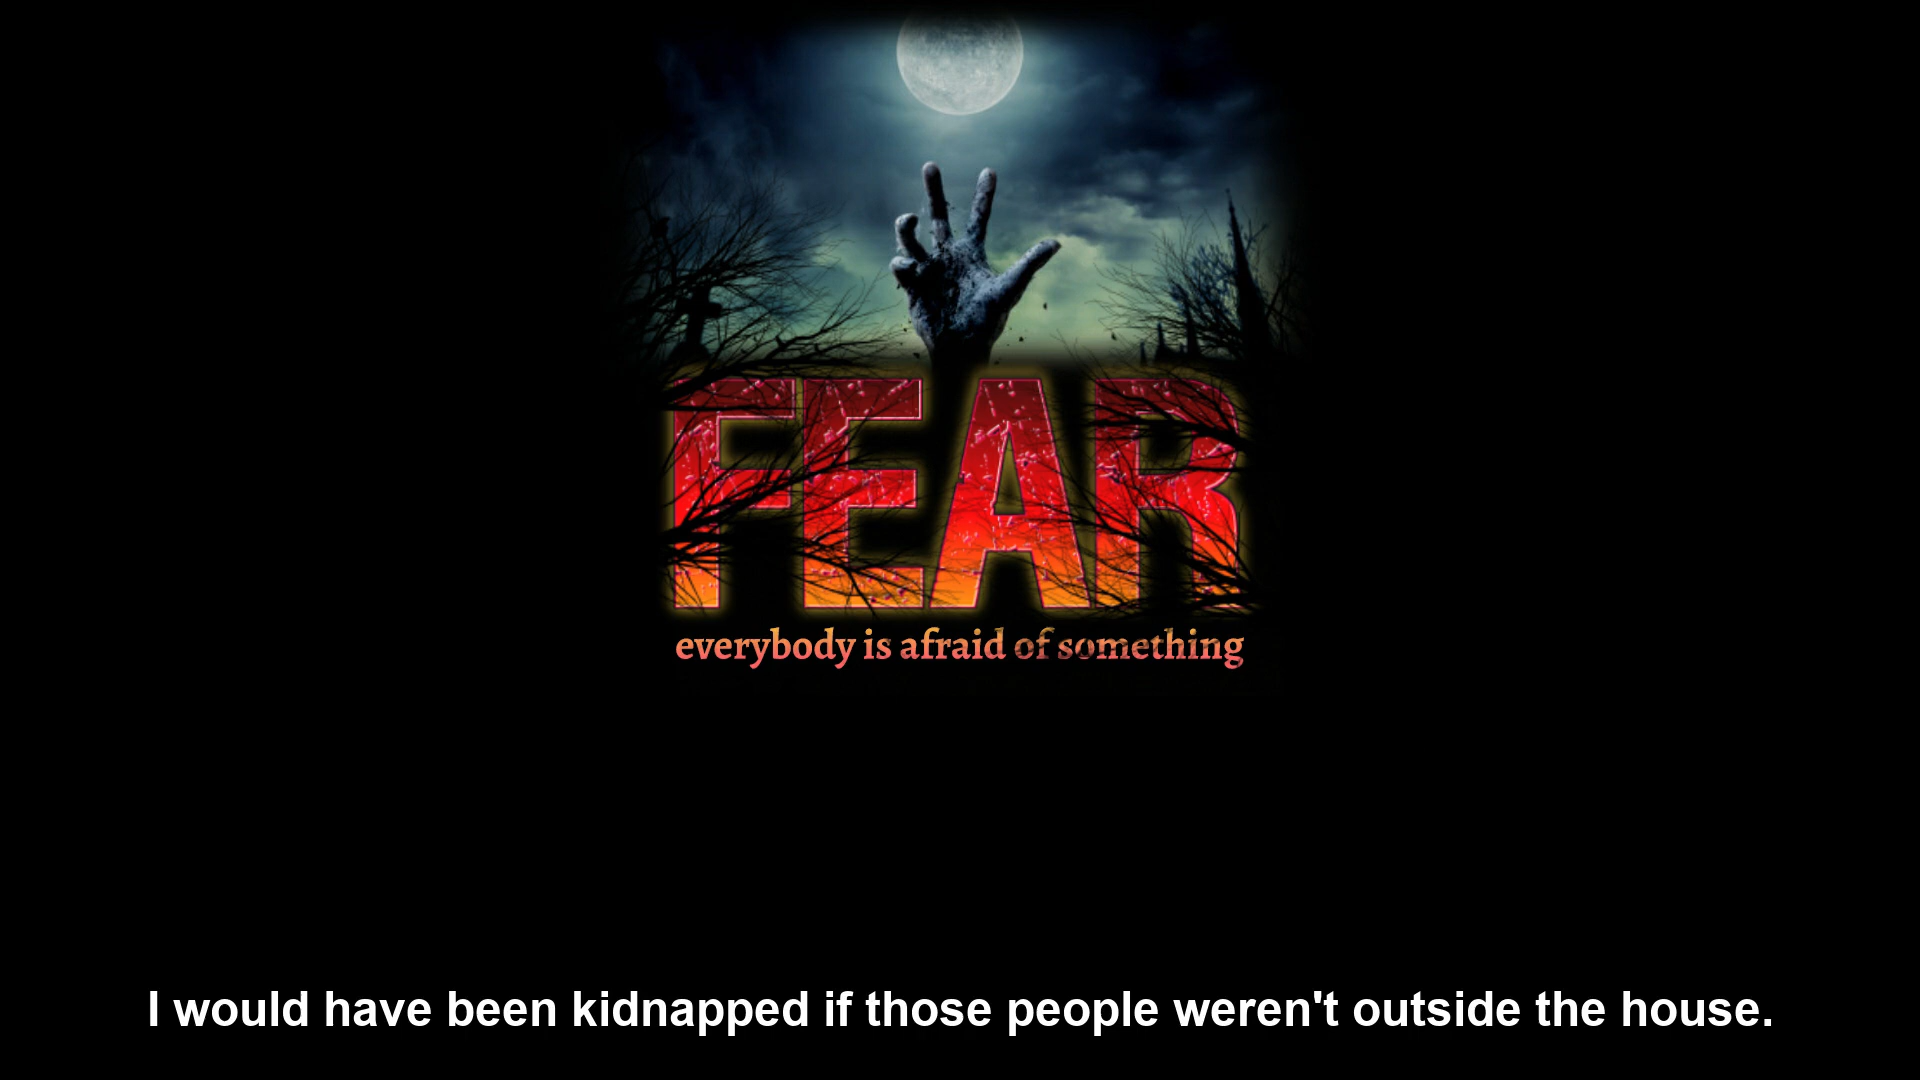 FEAR
everybody is afraid of something
I would have been kidnapped if those people weren't outside the house.